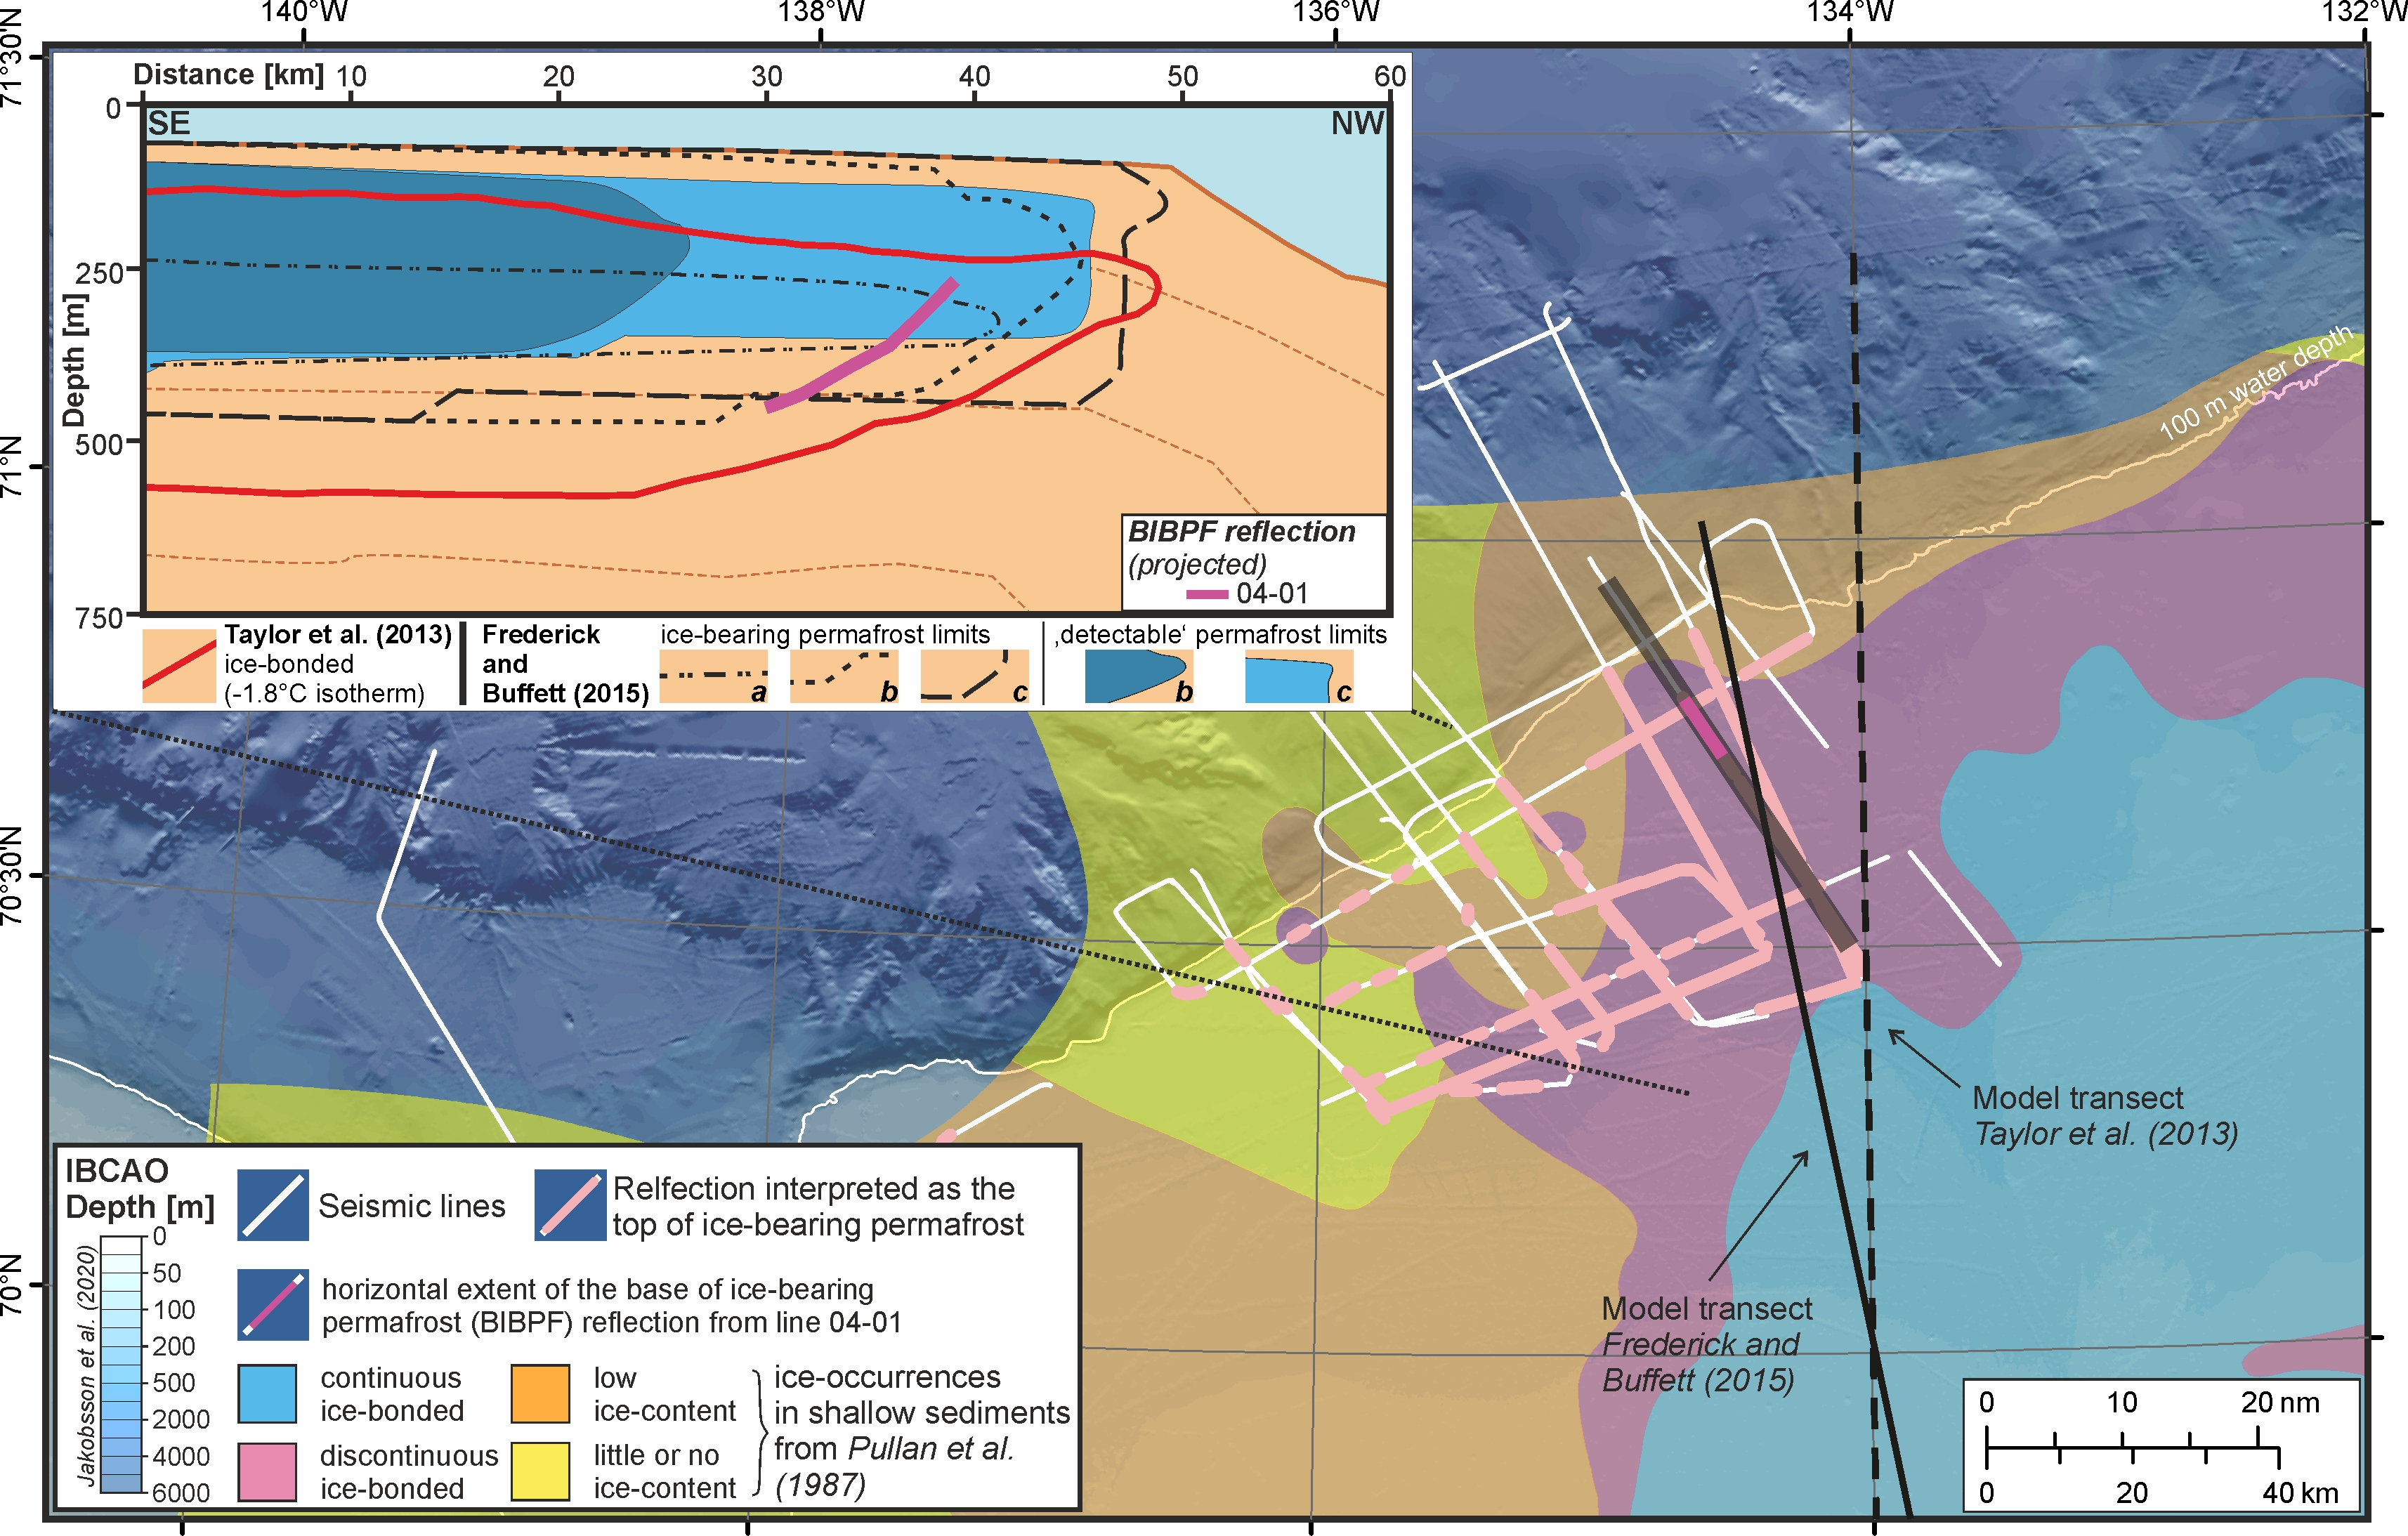 140°W 138°W 136°W 134°W 132°W
71°30'N
71°N
70°30'N
70°N
Distance [km] 10 20 30 40 50 60
0
250
500
750
Depth [m]
SE
NW
BIBPF reflection
(projected)
04-01
Taylor et al. (2013)
ice-bonded
(-1.8°C isotherm)
Frederick
and
Buffett (2015)
ice-bearing permafrost limits
a
b
c
‚detectable‘ permafrost limits
b
c
100 m water depth
Model transect
Taylor et al. (2013)
Model transect
Frederick and
Buffett (2015)
IBCAO
Depth [m]
0
50
100
200
500
2000
4000
6000
Jakobsson et al. (2020)
Seismic lines
Relfection interpreted as the
top of ice-bearing permafrost
horizontal extent of the base of ice-bearing
permafrost (BIBPF) reflection from line 04-01
continuous
ice-bonded
low
ice-content
discontinuous
ice-bonded
little or no
ice-content
ice-occurrences
in shallow sediments
from Pullan et al.
(1987)
0 10 20 nm
0 20 40 km